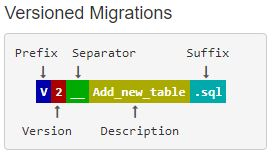 Versioned Migrations
Prefix Separator Suffix
V 2 __ Add_new_table .sql
Version Description